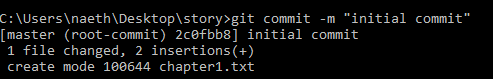 C:\Users\naeth\Desktop\story>git commit -m "initial commit"
[master (root-commit) 2c0fbb8] initial commit
 1 file changed, 2 insertions(+)
 create mode 100644 chapter1.txt